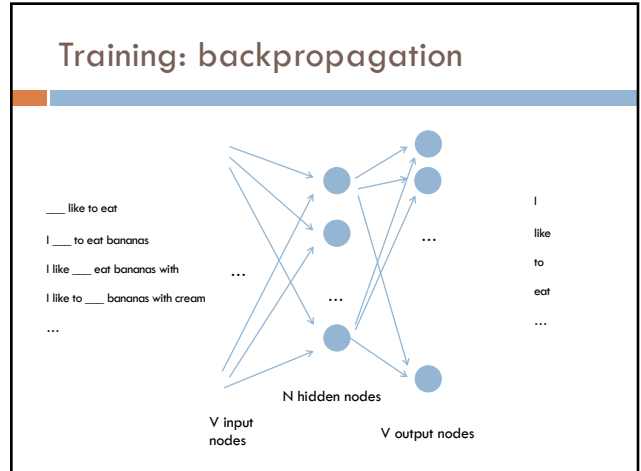 Training: backpropagation
___ like to eat
I ___ to eat bananas
I like ___ eat bananas with
I like to ___ bananas with cream
…
…
…
…
I
like
to
eat
…
N hidden nodes
V input
nodes
V output nodes